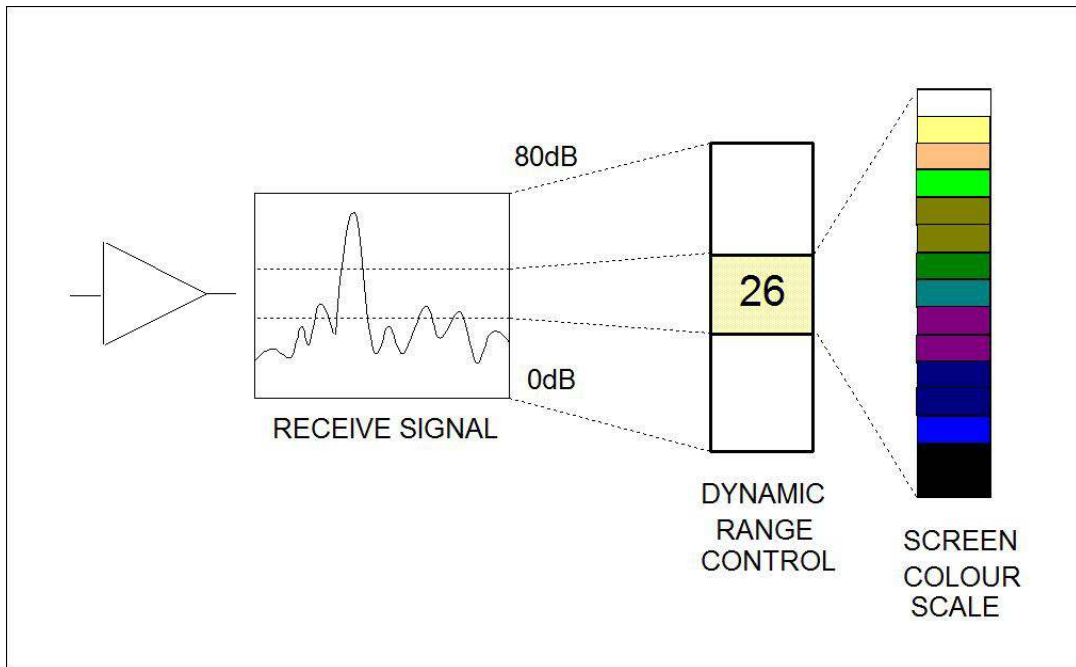 80dB
0dB
RECEIVE SIGNAL
26
DYNAMIC
RANGE
CONTROL
SCREEN
COLOUR
SCALE